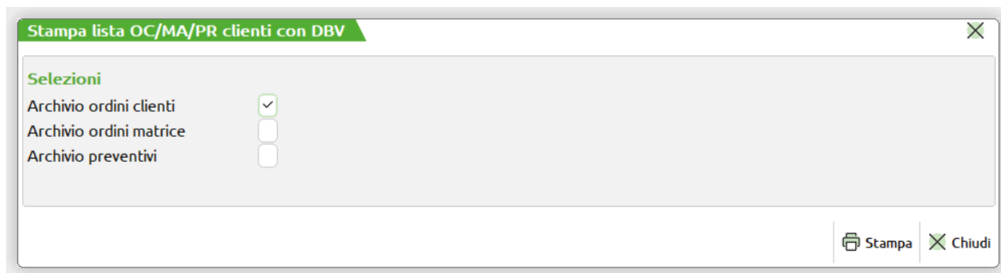 Stampa lista OC/MA/PR clienti con DBV
Selezioni
Archivio ordini clienti
Archivio ordini matrice
Archivio preventivi
Stampa Chiudi